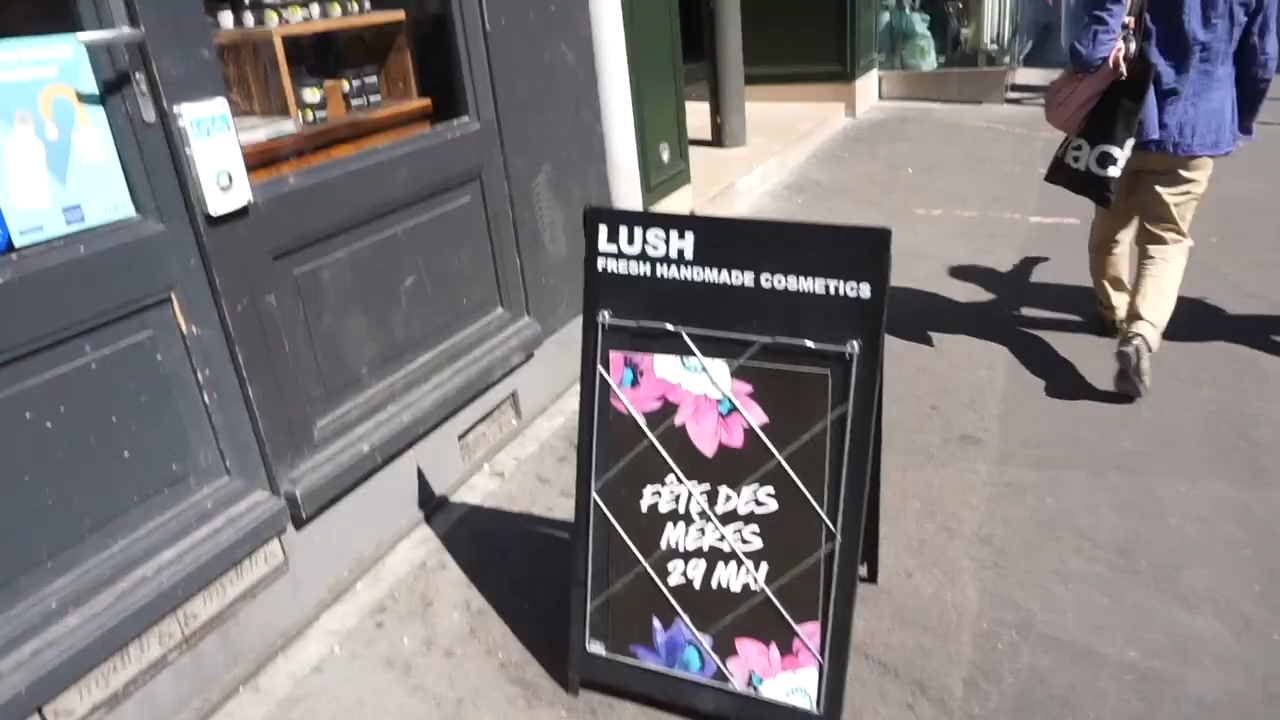 LUSH
FRESH HANDMADE COSMETICS
FÊTE DES
MÈRES
29 MAI